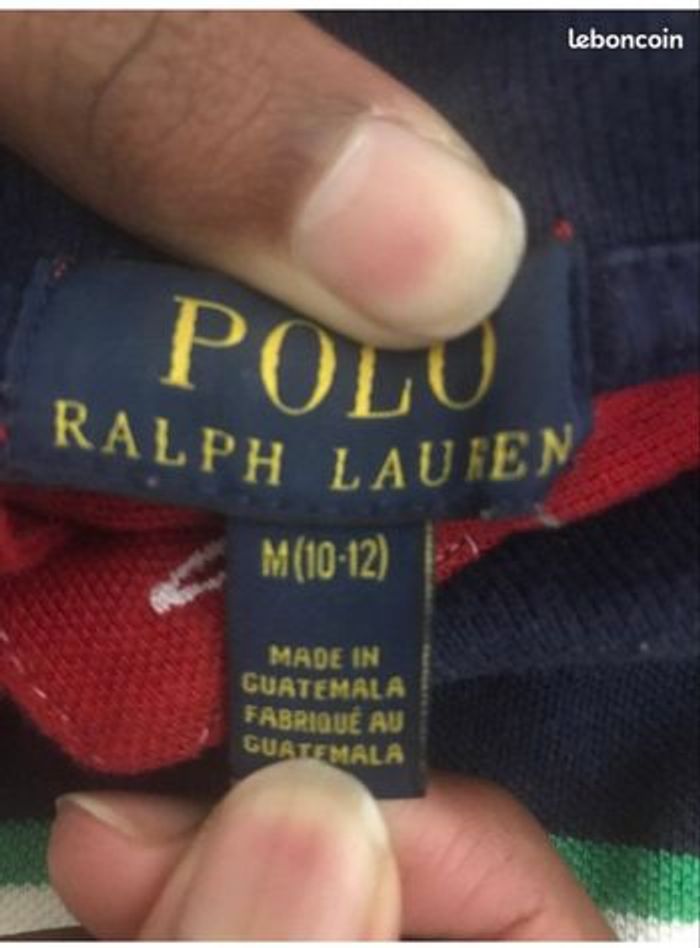 leboncoin
POLO
RALPH LAUREN
M(10-12)
MADE IN
GUATEMALA
FABRIQUÉ AU
GUATEMALA